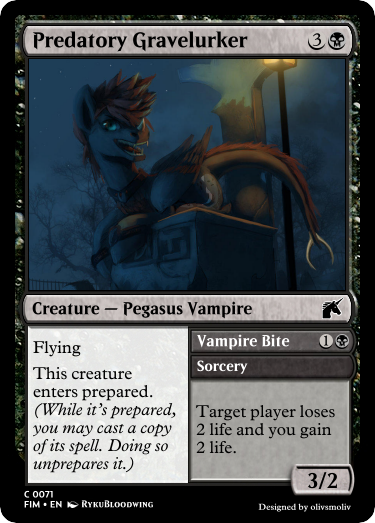 Predatory Gravelurker 3
Creature — Pegasus Vampire
Flying
This creature
enters prepared.
(While it's prepared,
you may cast a copy
of its spell. Doing so
unprepares it.)
Vampire Bite 1
Sorcery
Target player loses
2 life and you gain
2 life.
3/2
C 0071
FIM • EN RykuBloodwing
Designed by olivsmoliv